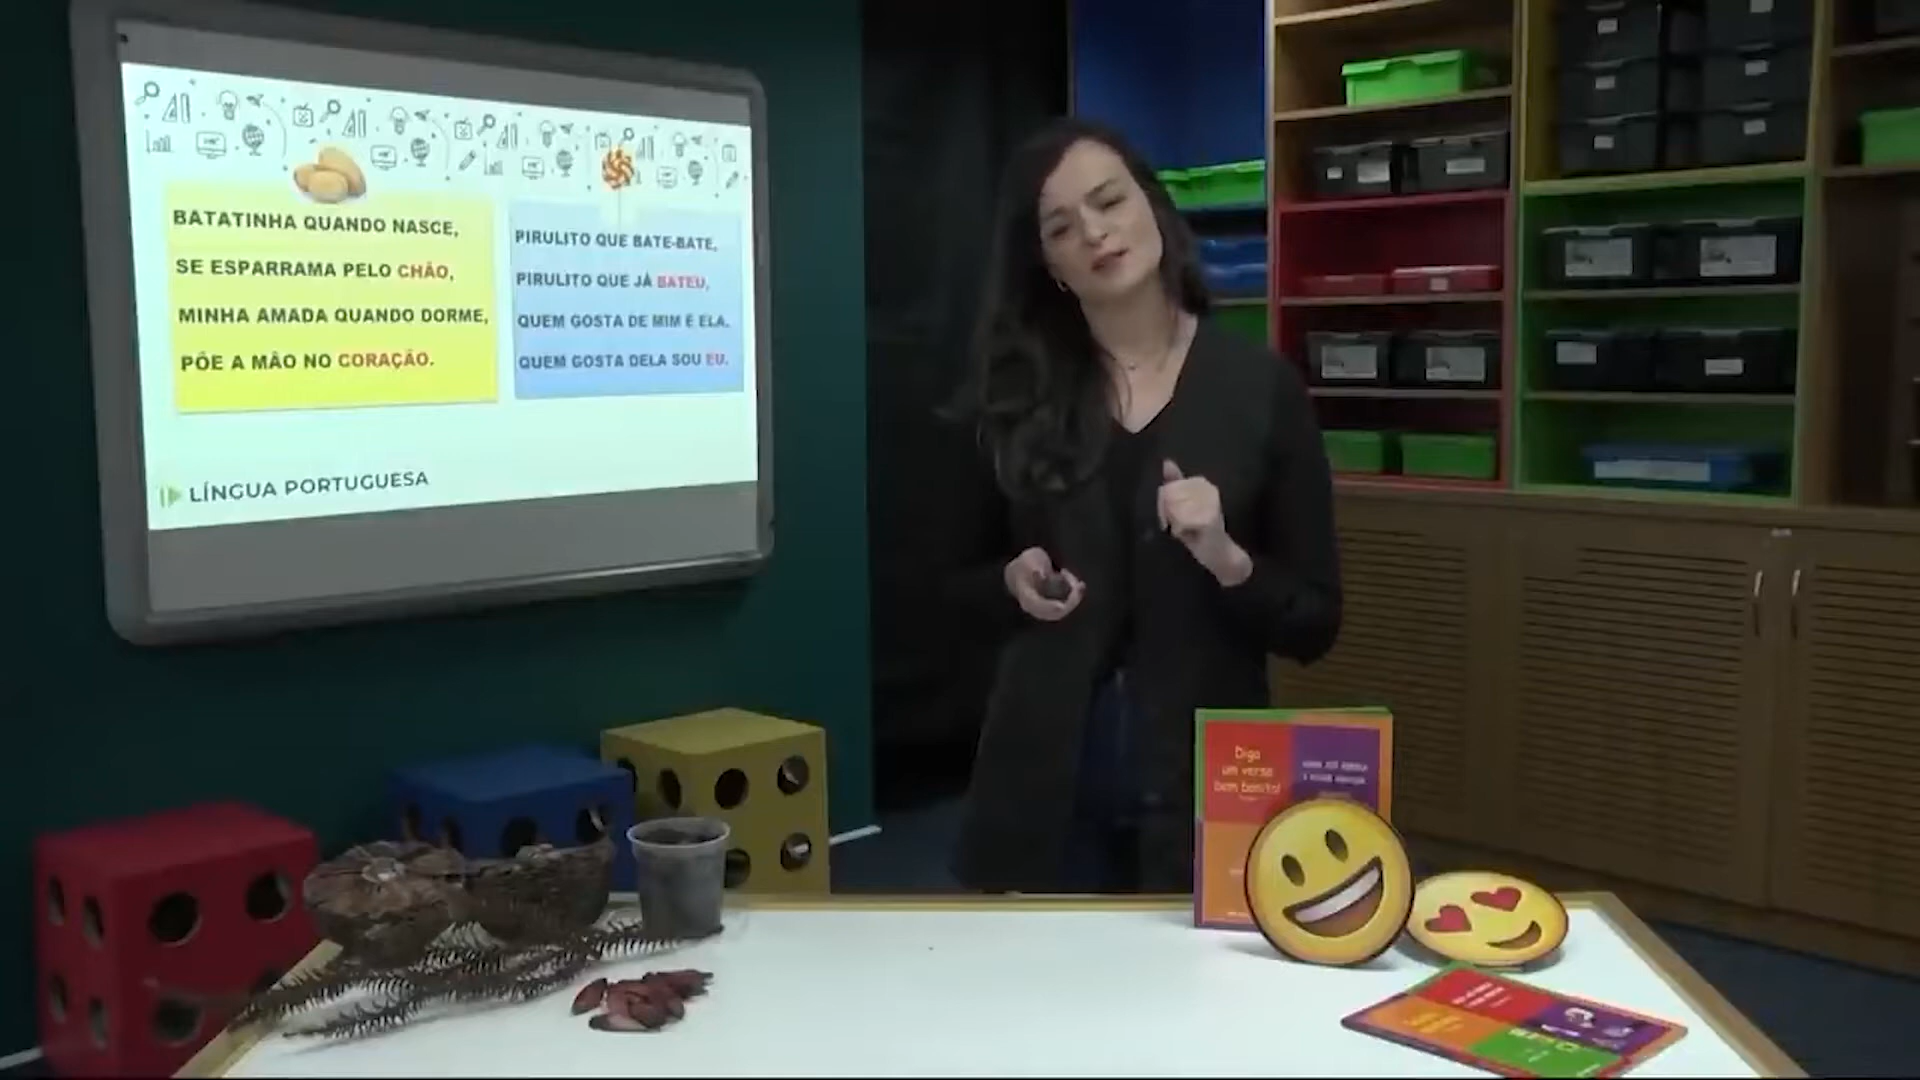 BATATINHA QUANDO NASCE,
SE ESPARRAMA PELO CHÃO,
MINHA AMADA QUANDO DORME,
PÕE A MÃO NO CORAÇÃO.
PIRULITO QUE BATE-BATE,
PIRULITO QUE JÁ BATEU,
QUEM GOSTA DE MIM É ELA,
QUEM GOSTA DELA SOU EU.
LÍNGUA PORTUGUESA
Digo
um verso
bem bonito!